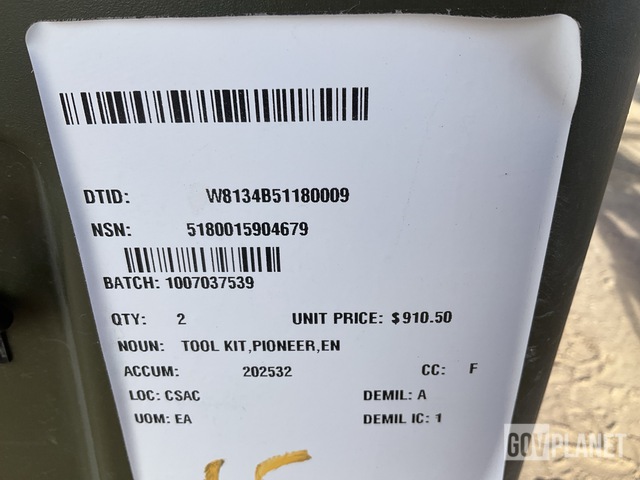 DTID: W8134B51180009
NSN: 5180015904679
BATCH: 1007037539
QTY: 2 UNIT PRICE: $910.50
NOUN: TOOL KIT,PIONEER,EN
ACCUM: 202532 CC: F
LOC: CSAC DEMIL: A
UOM: EA DEMIL IC: 1
GOVPLANET